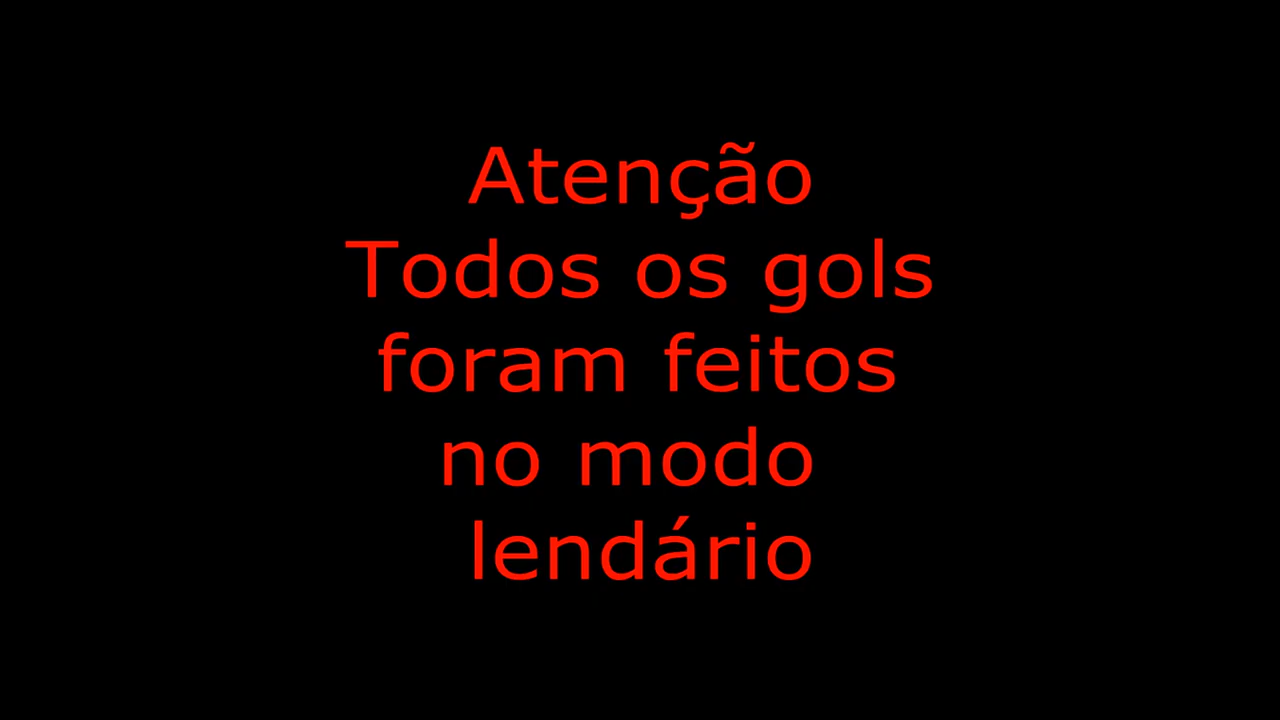 Atenção
Todos os gols
foram feitos
no modo
lendário